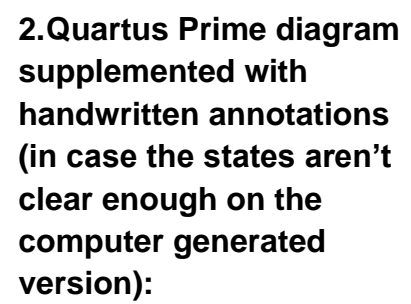 2.Quartus Prime diagram
supplemented with
handwritten annotations
(in case the states aren’t
clear enough on the
computer generated
version):